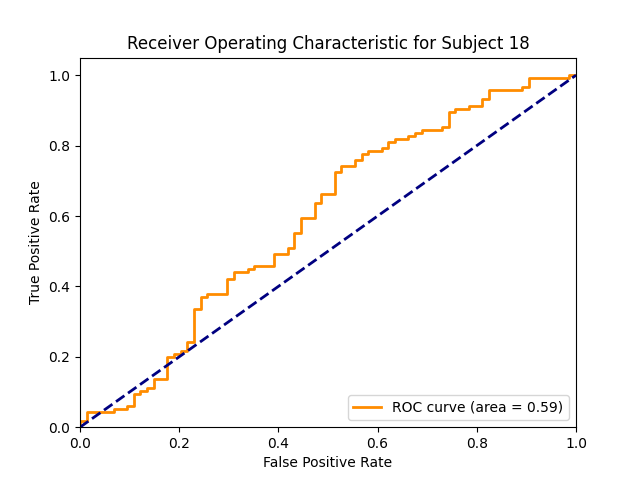 Receiver Operating Characteristic for Subject 18
1.0
0.8
0.6
0.4
0.2
0.0
True Positive Rate
ROC curve (area = 0.59)
0.0 0.2 0.4 0.6 0.8 1.0
False Positive Rate